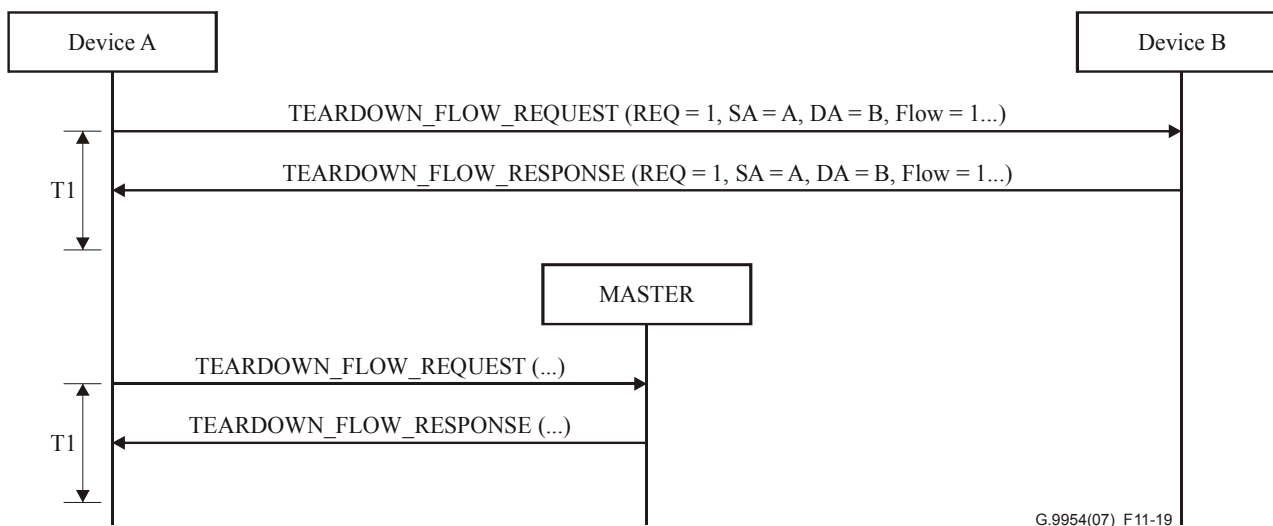 Device A
Device B
TEARDOWN_FLOW_REQUEST (REQ = 1, SA = A, DA = B, Flow = 1...)
TEARDOWN_FLOW_RESPONSE (REQ = 1, SA = A, DA = B, Flow = 1...)
T1
MASTER
TEARDOWN_FLOW_REQUEST (...)
TEARDOWN_FLOW_RESPONSE (...)
T1
G.9954(07)_F11-19